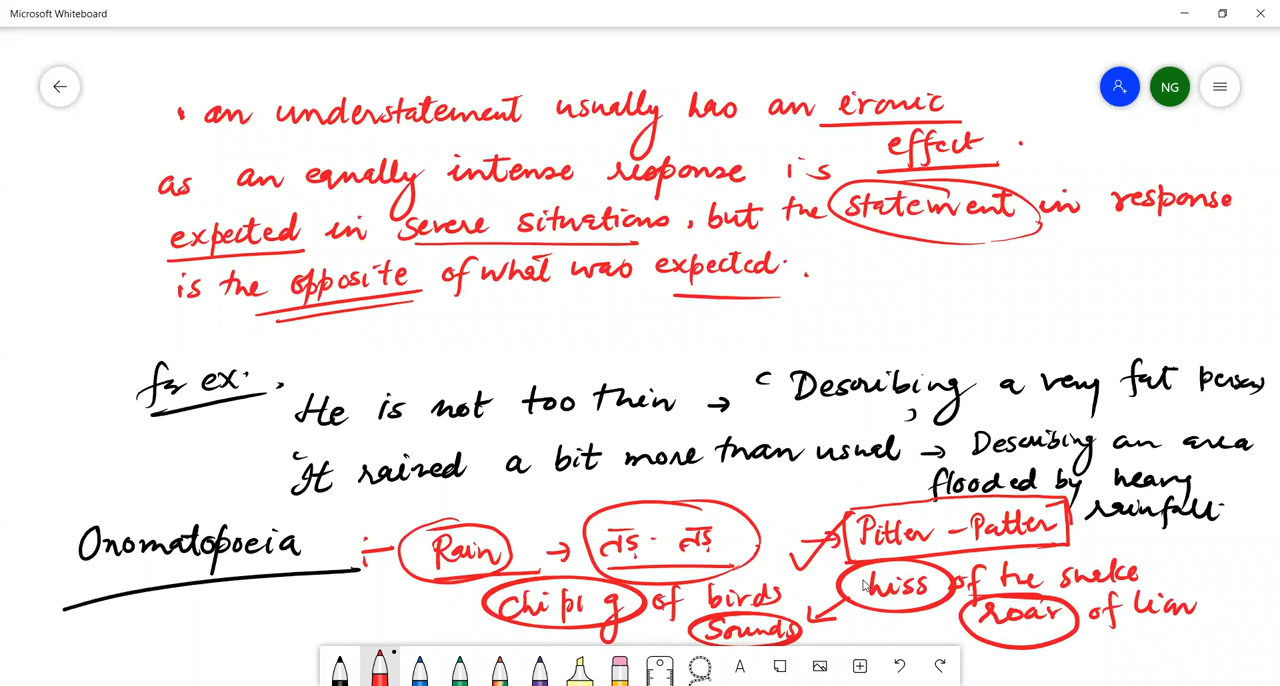 Microsoft Whiteboard
NG
• an understatement usually has an ironic effect.
as an equally intense response is
expected in severe situations, but the statement in response
is the opposite of what was expected.
for ex.
He is not too thin → Describing a very fat person
It rained a bit more than usual → Describing an area
flooded by heavy
rainfall.
Onomatopoeia :- Rain → तड़ - तड़ → Pitter - Patter
chiping of birds hiss of the snake
Sounds roar of lion
A